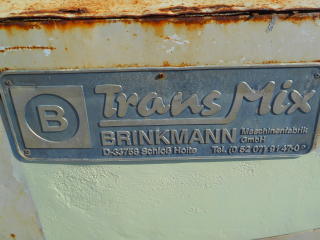 B
Trans Mix
BRINKMANN Maschinenfabrik GmbH
D-33758 Schloß Holte Tel. (0 52 07) 91 47-0